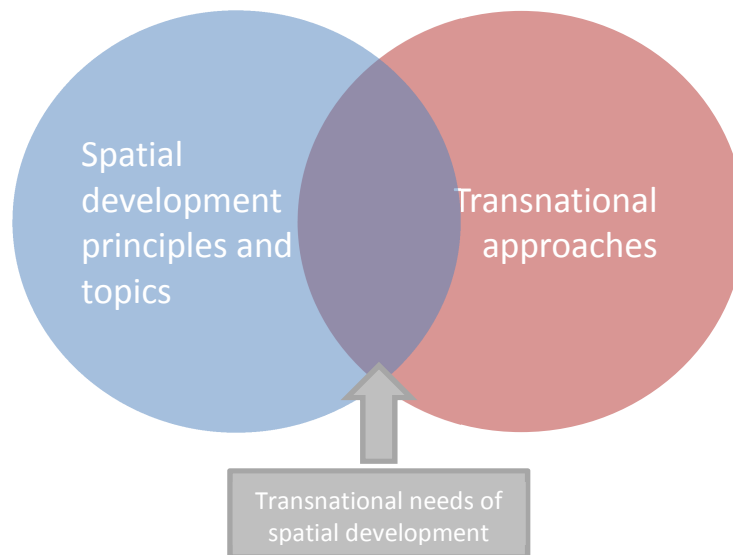 Spatial
development
principles and
topics
Transnational
approaches
Transnational needs of
spatial development